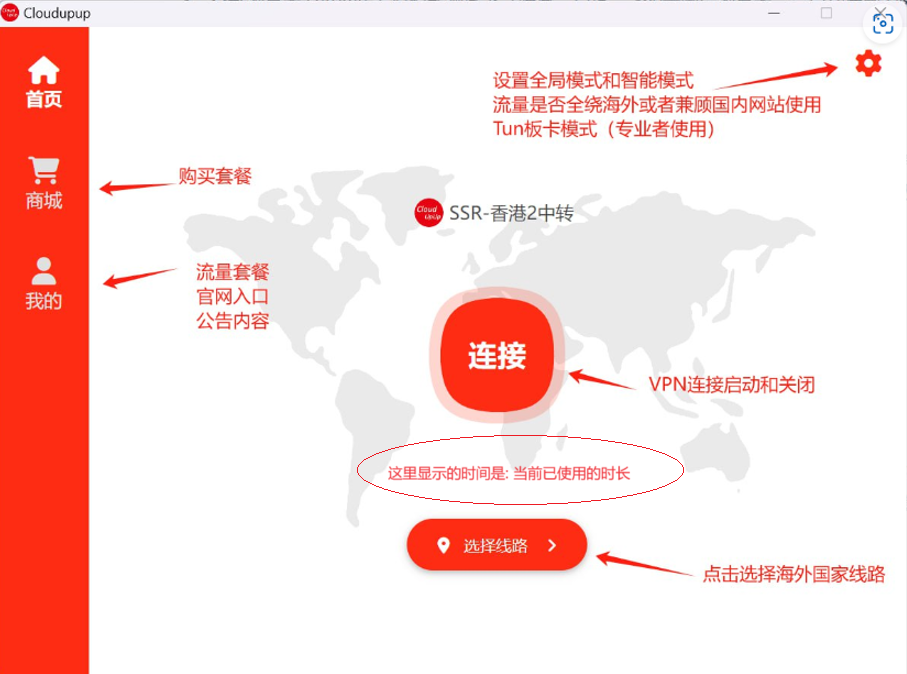 Cloud UpUp
Cloudupup
首页
设置全局模式和智能模式
流量是否全绕海外或者兼顾国内网站使用
Tun板卡模式（专业者使用）
商城
购买套餐
Cloud UpUp
SSR-香港2中转
我的
流量套餐
官网入口
公告内容
连接
VPN连接启动和关闭
这里显示的时间是: 当前已使用的时长
选择线路
点击选择海外国家线路